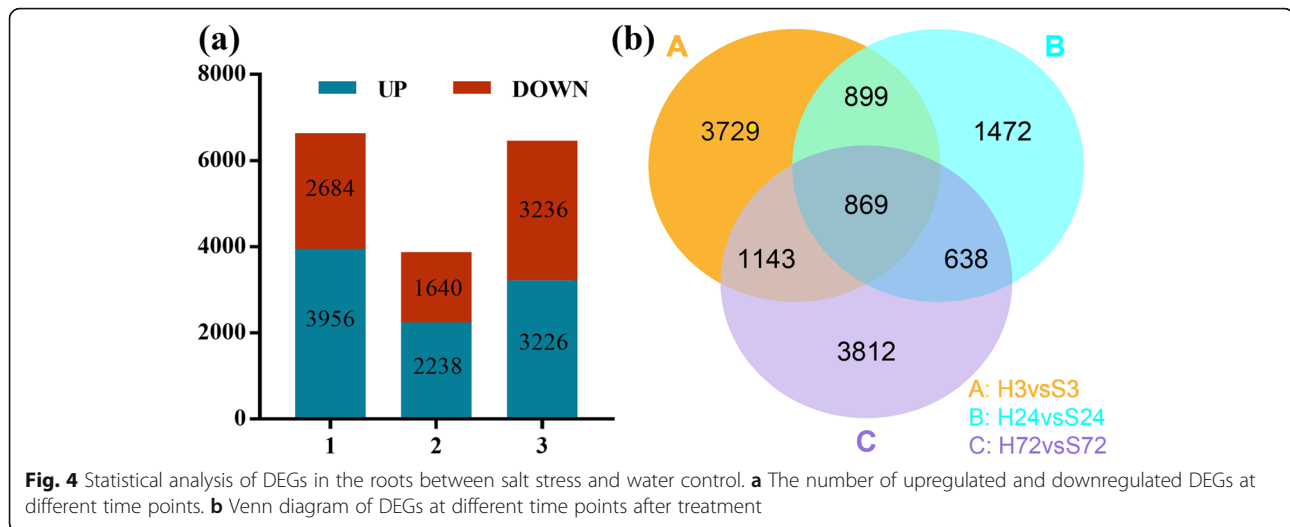 (a)
8000
6000
4000
2000
0
UP DOWN
2684
3956
1640
2238
3236
3226
1 2 3
(b)
A
B
899
3729
1472
869
1143
638
3812
C
A: H3vsS3
B: H24vsS24
C: H72vsS72
Fig. 4 Statistical analysis of DEGs in the roots between salt stress and water control. a The number of upregulated and downregulated DEGs at
different time points. b Venn diagram of DEGs at different time points after treatment